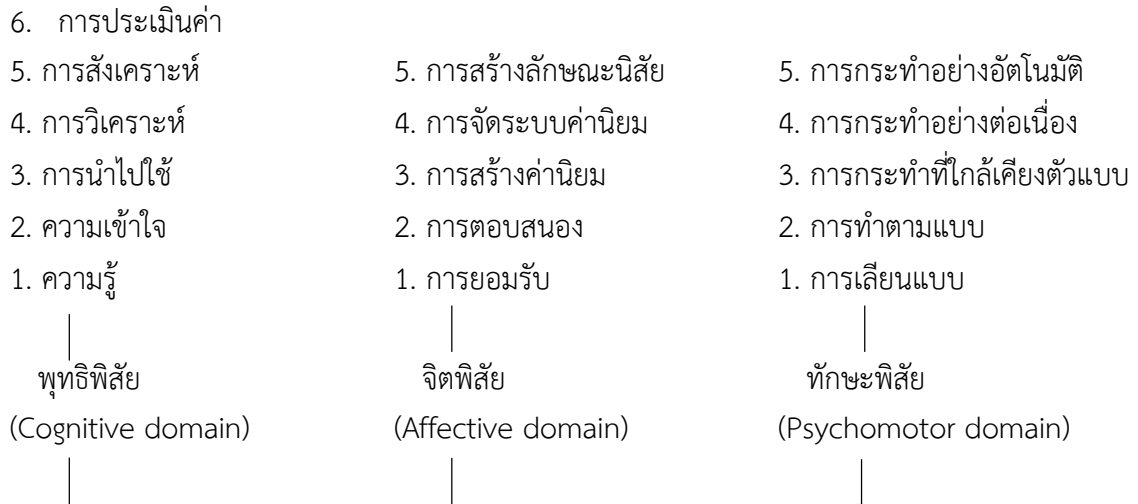 6. การประเมินค่า
5. การสังเคราะห์ 5. การสร้างลักษณะนิสัย 5. การกระทำอย่างอัตโนมัติ
4. การวิเคราะห์ 4. การจัดระบบค่านิยม 4. การกระทำอย่างต่อเนื่อง
3. การนำไปใช้ 3. การสร้างค่านิยม 3. การกระทำที่ใกล้เคียงตัวแบบ
2. ความเข้าใจ 2. การตอบสนอง 2. การทำตามแบบ
1. ความรู้ 1. การยอมรับ 1. การเลียนแบบ
พุทธิพิสัย จิตพิสัย ทักษะพิสัย
(Cognitive domain) (Affective domain) (Psychomotor domain)